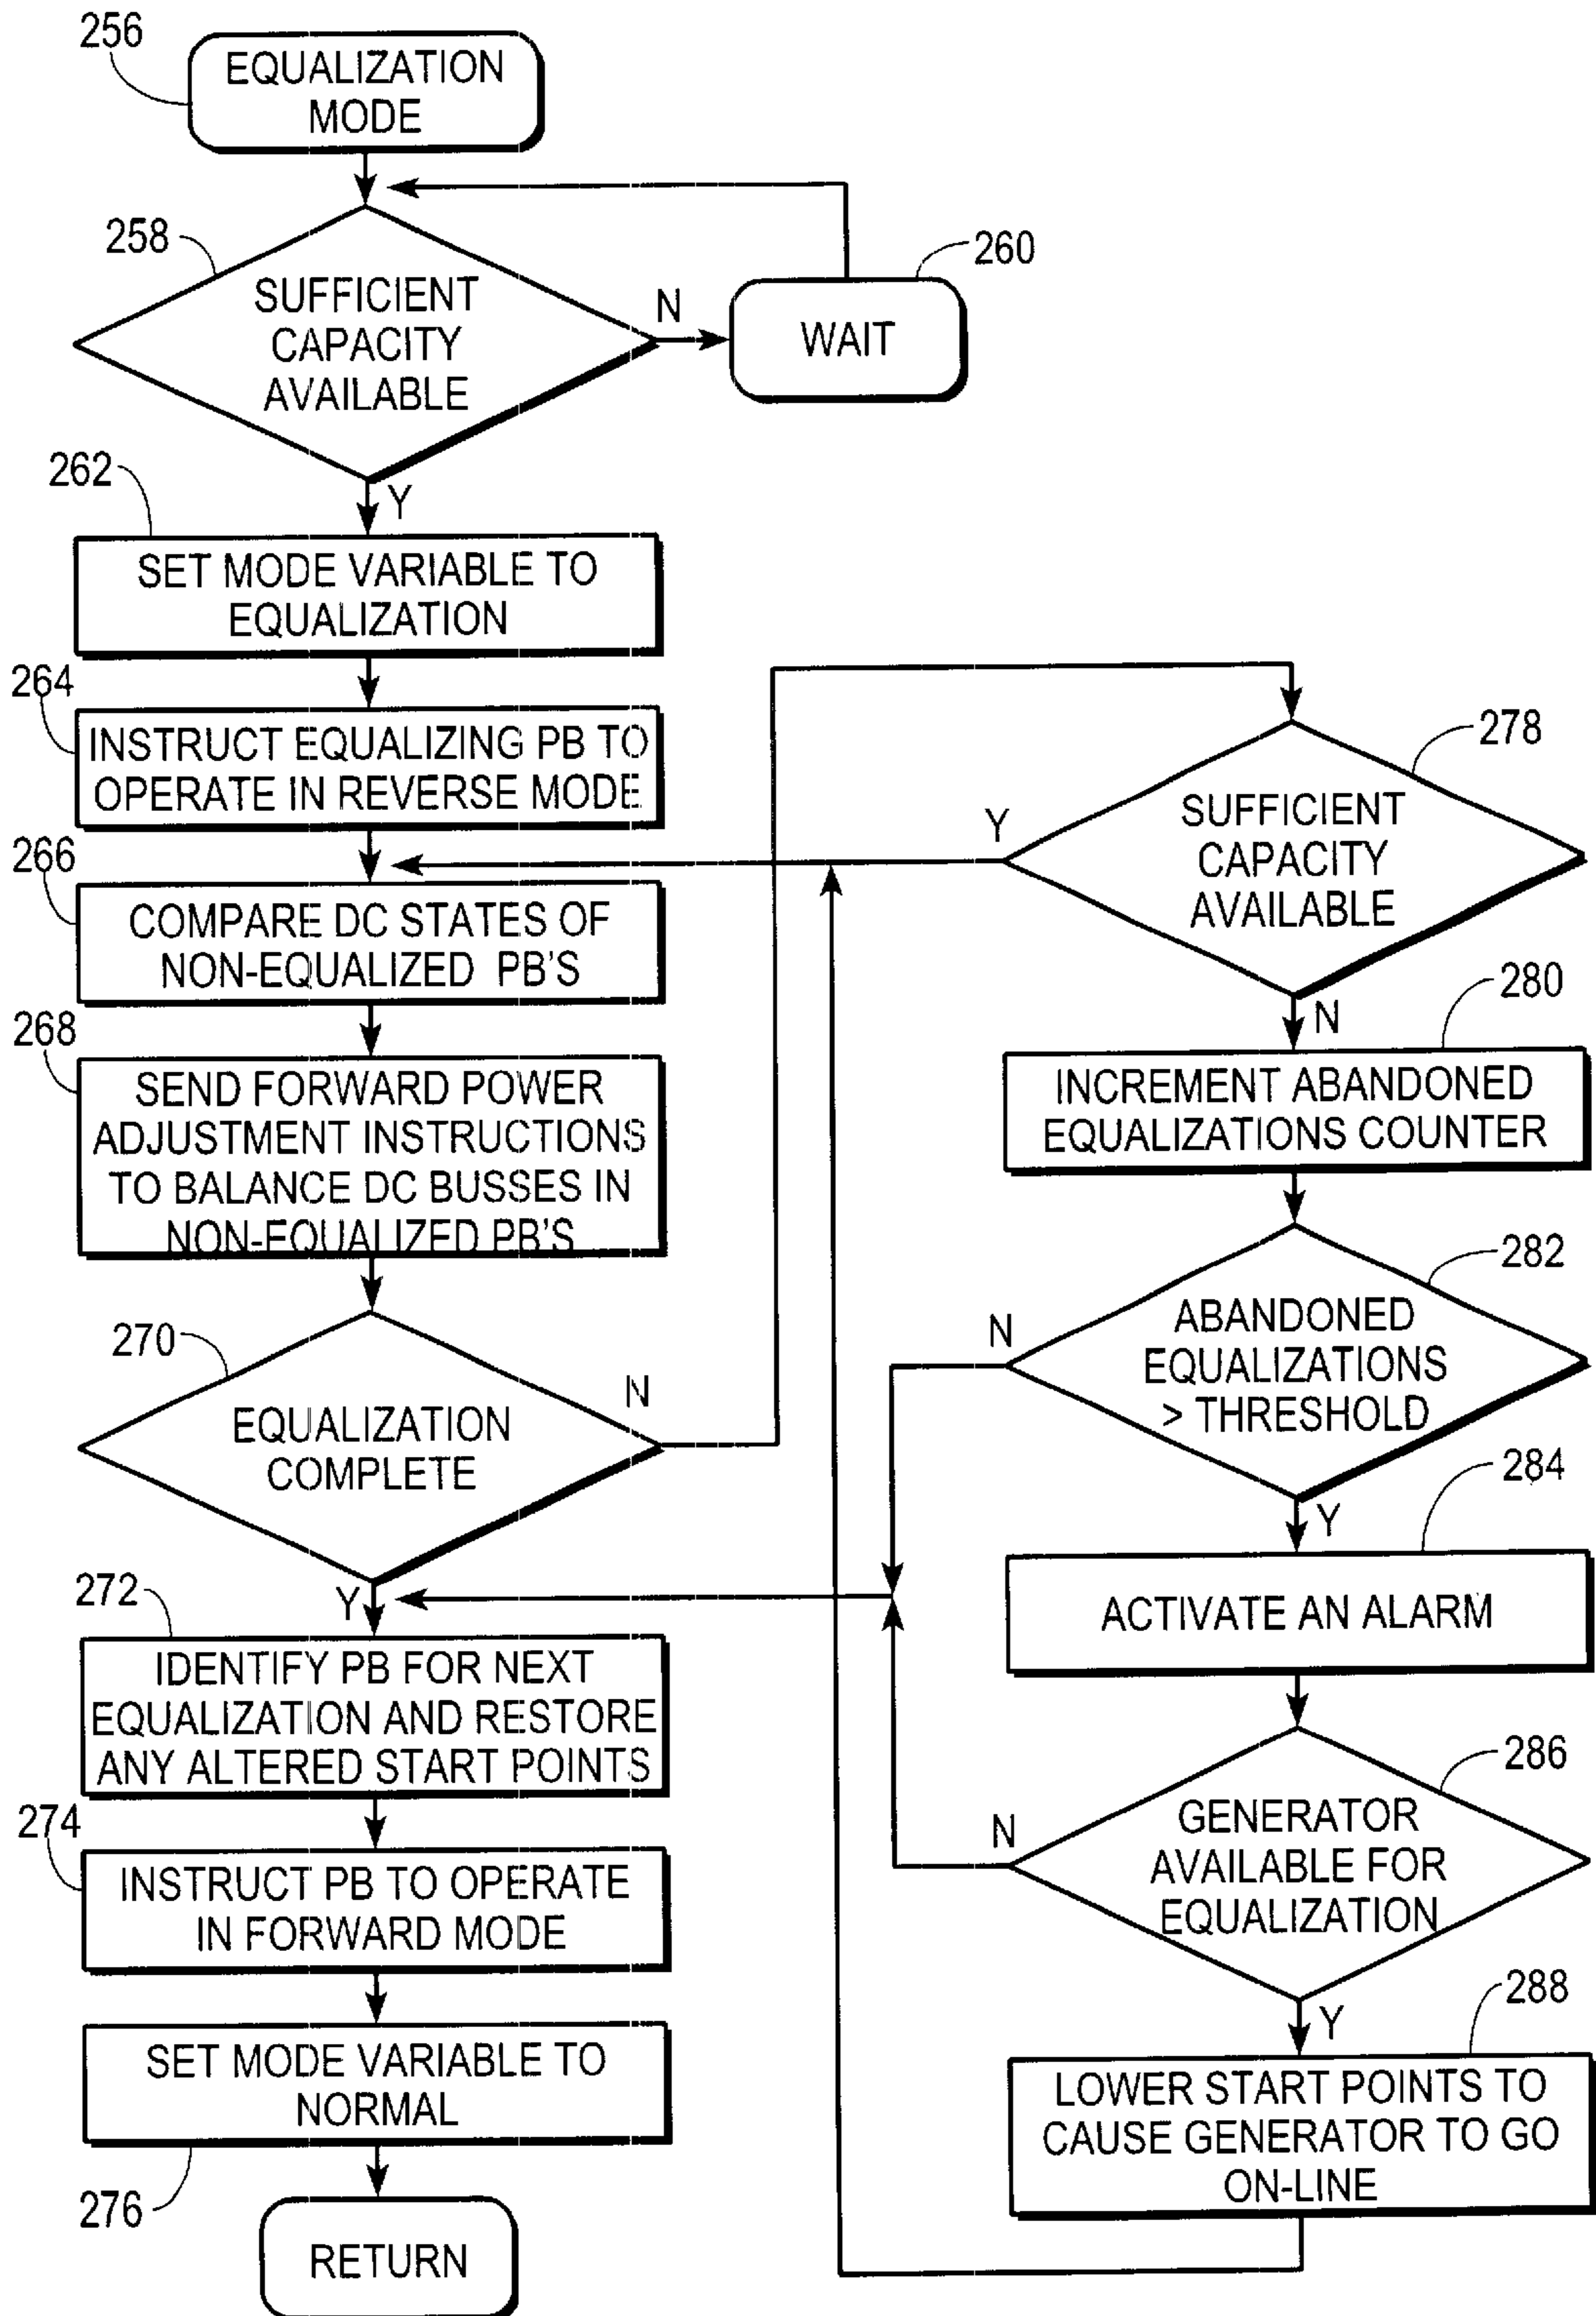 256
EQUALIZATION
MODE
258
SUFFICIENT
CAPACITY
AVAILABLE
N
260
WAIT
Y
262
SET MODE VARIABLE TO
EQUALIZATION
264
INSTRUCT EQUALIZING PB TO
OPERATE IN REVERSE MODE
266
COMPARE DC STATES OF
NON-EQUALIZED PB'S
268
SEND FORWARD POWER
ADJUSTMENT INSTRUCTIONS
TO BALANCE DC BUSSES IN
NON-EQUALIZED PB'S
270
EQUALIZATION
COMPLETE
N
Y
272
IDENTIFY PB FOR NEXT
EQUALIZATION AND RESTORE
ANY ALTERED START POINTS
274
INSTRUCT PB TO OPERATE
IN FORWARD MODE
SET MODE VARIABLE TO
NORMAL
276
RETURN
278
SUFFICIENT
CAPACITY
AVAILABLE
Y
N
280
INCREMENT ABANDONED
EQUALIZATIONS COUNTER
282
ABANDONED
EQUALIZATIONS
> THRESHOLD
N
Y
284
ACTIVATE AN ALARM
286
GENERATOR
AVAILABLE FOR
EQUALIZATION
N
Y
288
LOWER START POINTS TO
CAUSE GENERATOR TO GO
ON-LINE